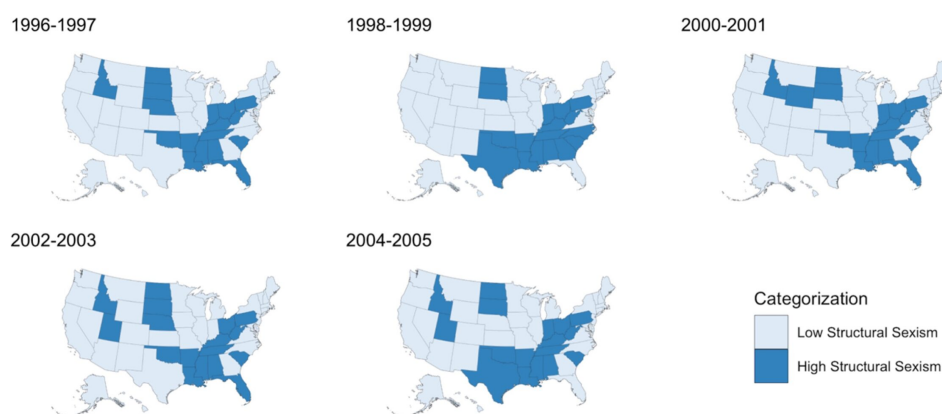 1996-1997
1998-1999
2000-2001
2002-2003
2004-2005
Categorization
Low Structural Sexism
High Structural Sexism